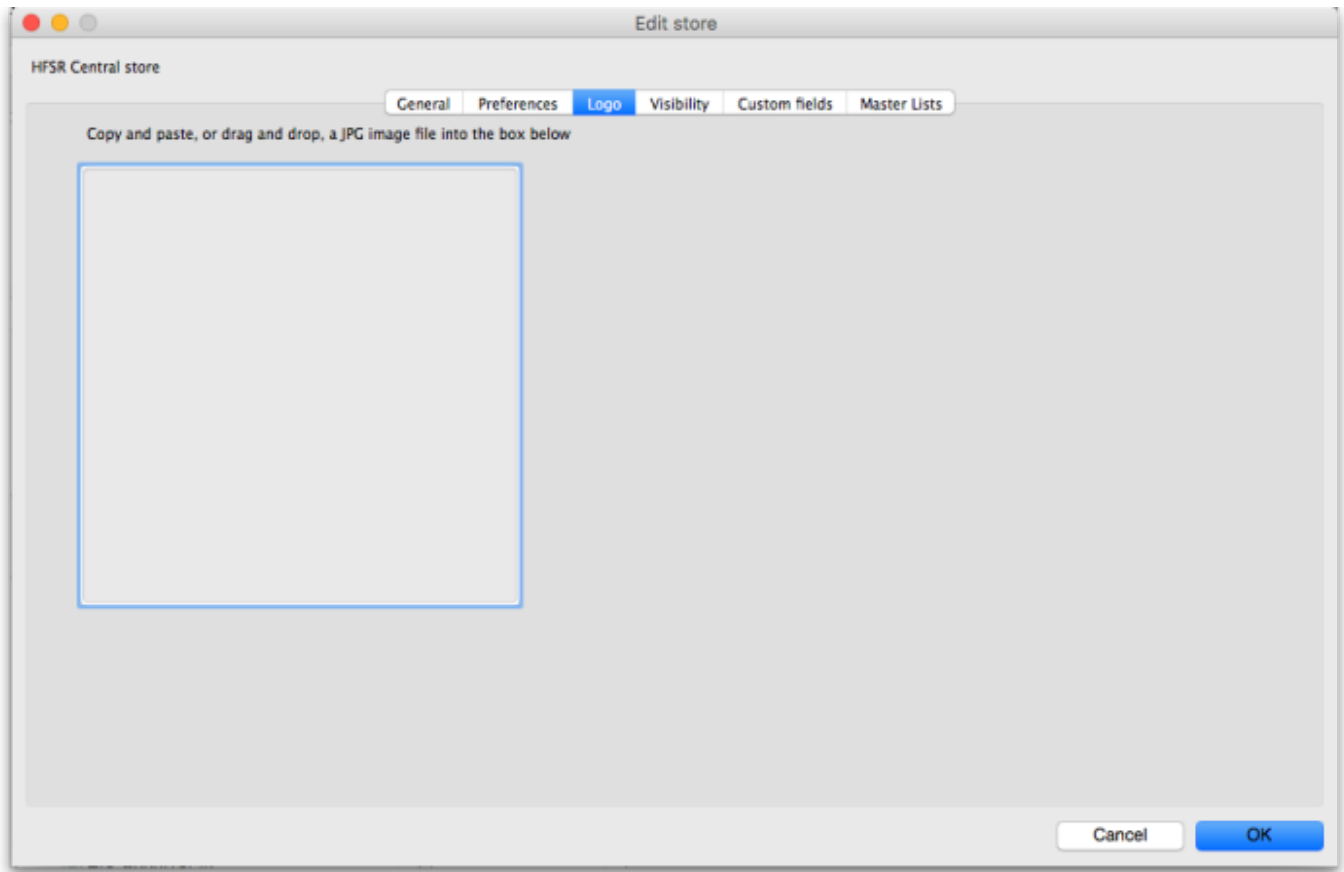 Edit store
HFSR Central store
General Preferences Logo Visibility Custom fields Master Lists
Copy and paste, or drag and drop, a JPG image file into the box below
Cancel OK